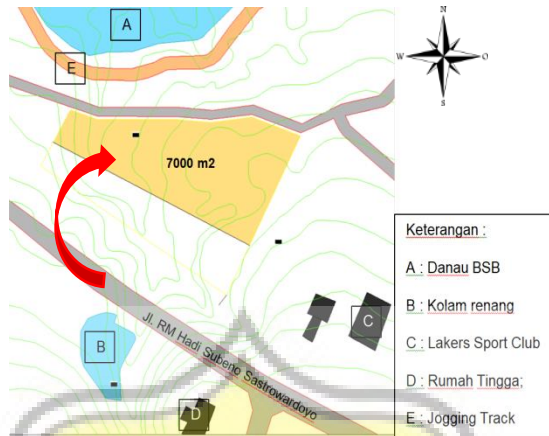 A
N
W
O
S
E
7000 m2
Jl. RM Hadi Subeno Sastrowardoyo
B
C
D
Keterangan :
A : Danau BSB
B : Kolam renang
C : Lakers Sport Club
D : Rumah Tingga;
E : Jogging Track